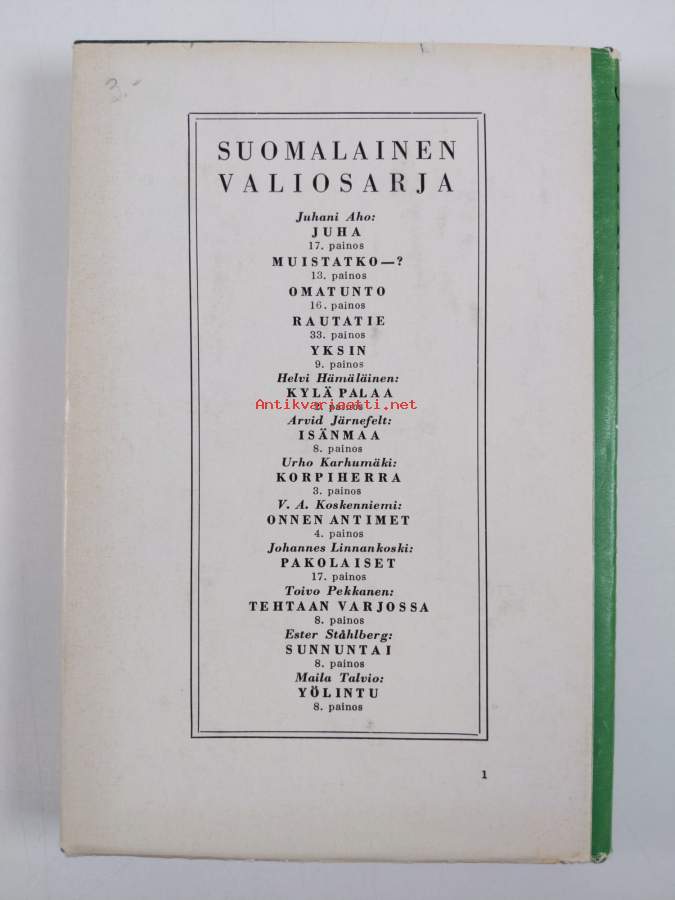 3.-
SUOMALAINEN
VALIOSARJA
Juhani Aho:
JUHA
17. painos
MUISTATKO—?
13. painos
OMATUNTO
16. painos
RAUTATIE
33. painos
YKSIN
9. painos
Helvi Hämäläinen:
KYLÄ PALAA
Antikvariaatti.net
painos
Arvid Järnefelt:
ISÄNMAA
8. painos
Urho Karhumäki:
KORPIHERRA
3. painos
V. A. Koskenniemi:
ONNEN ANTIMET
4. painos
Johannes Linnankoski:
PAKOLAISET
17. painos
Toivo Pekkanen:
TEHTAAN VARJOSSA
8. painos
Ester Ståhlberg:
SUNNUNTAI
8. painos
Maila Talvio:
YÖLINTU
8. painos
1